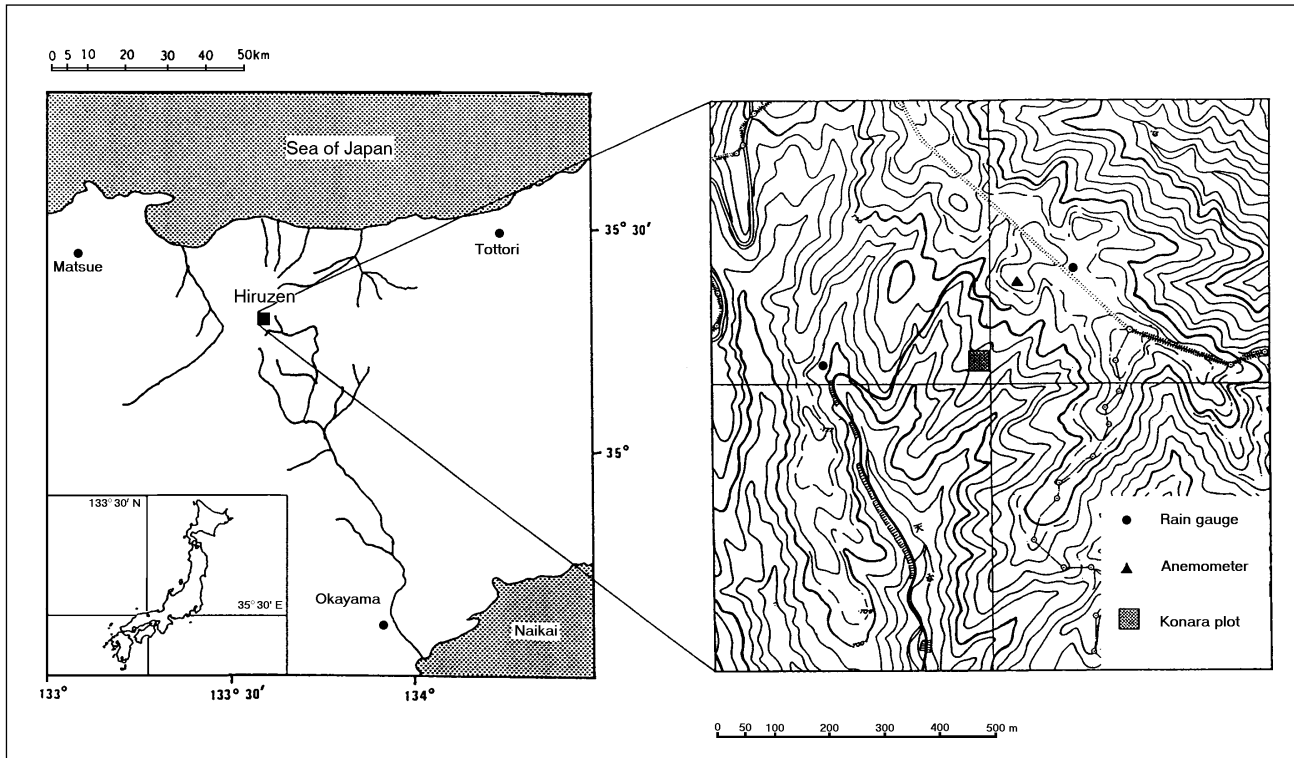 0 5 10 20 30 40 50km
Sea of Japan
Matsue
Tottori
Hiruzen
35° 30′
35°
133° 30′ N
35° 30′ E
Okayama
Naikai
133°
133° 30′
134°
Rain gauge
Anemometer
Konara plot
0 50 100 200 300 400 500 m